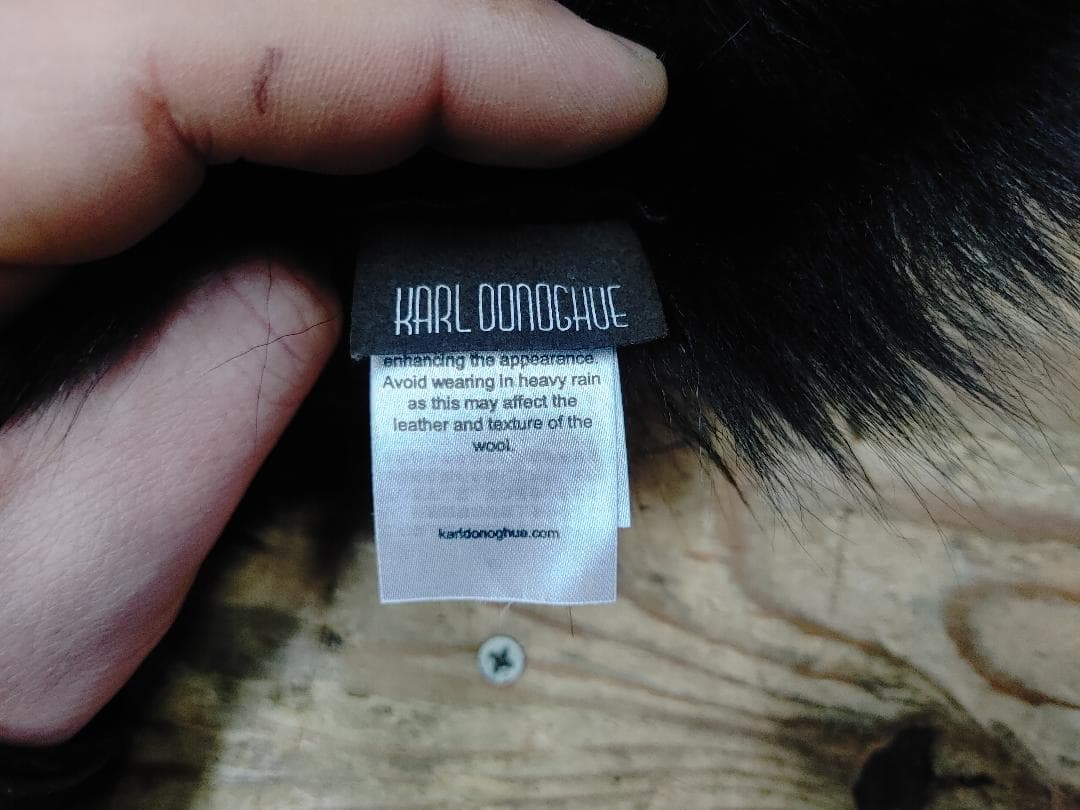 KARL DONOGHUE
enhancing the appearance.
Avoid wearing in heavy rain
as this may affect the
leather and texture of the
wool.
karldonoghue.com